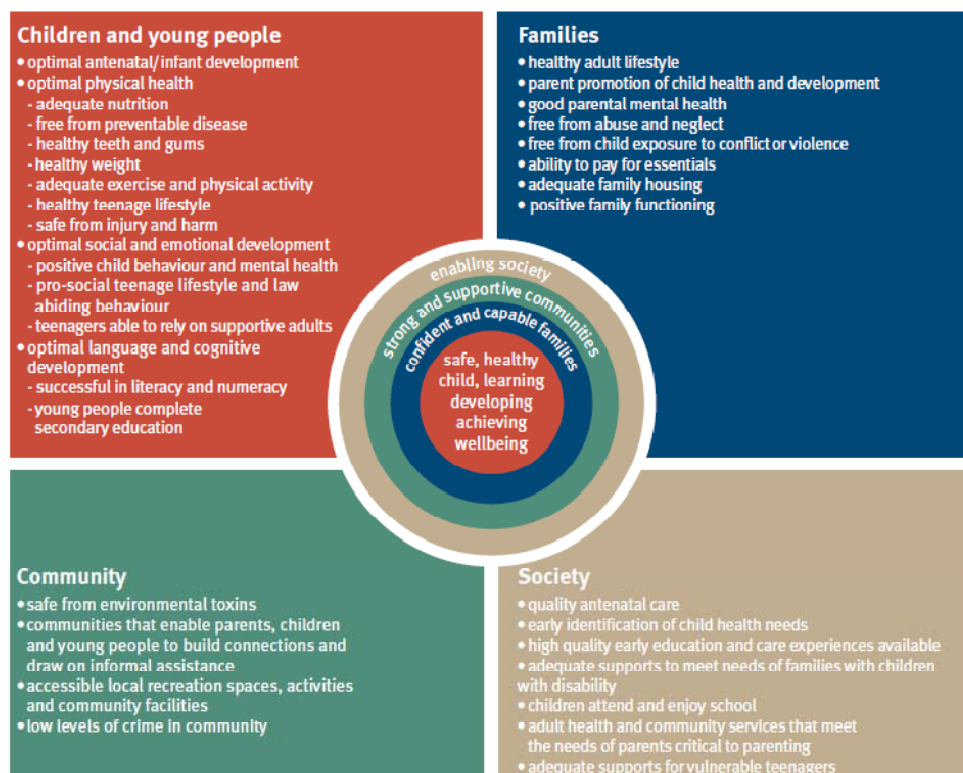 Children and young people
• optimal antenatal/infant development
• optimal physical health
- adequate nutrition
- free from preventable disease
- healthy teeth and gums
- healthy weight
- adequate exercise and physical activity
- healthy teenage lifestyle
- safe from injury and harm
• optimal social and emotional development
- positive child behaviour and mental health
- pro-social teenage lifestyle and law
abiding behaviour
- teenagers able to rely on supportive adults
• optimal language and cognitive
development
- successful in literacy and numeracy
- young people complete
secondary education
Families
• healthy adult lifestyle
• parent promotion of child health and development
• good parental mental health
• free from abuse and neglect
• free from child exposure to conflict or violence
• ability to pay for essentials
• adequate family housing
• positive family functioning
enabling society
strong and supportive communities
confident and capable families
safe, healthy
child, learning
developing
achieving
wellbeing
Community
• safe from environmental toxins
• communities that enable parents, children
and young people to build connections and
draw on informal assistance
• accessible local recreation spaces, activities
and community facilities
• low levels of crime in community
Society
• quality antenatal care
• early identification of child health needs
• high quality early education and care experiences available
• adequate supports to meet needs of families with children
with disability
• children attend and enjoy school
• adult health and community services that meet
the needs of parents critical to parenting
• adequate supports for vulnerable teenagers